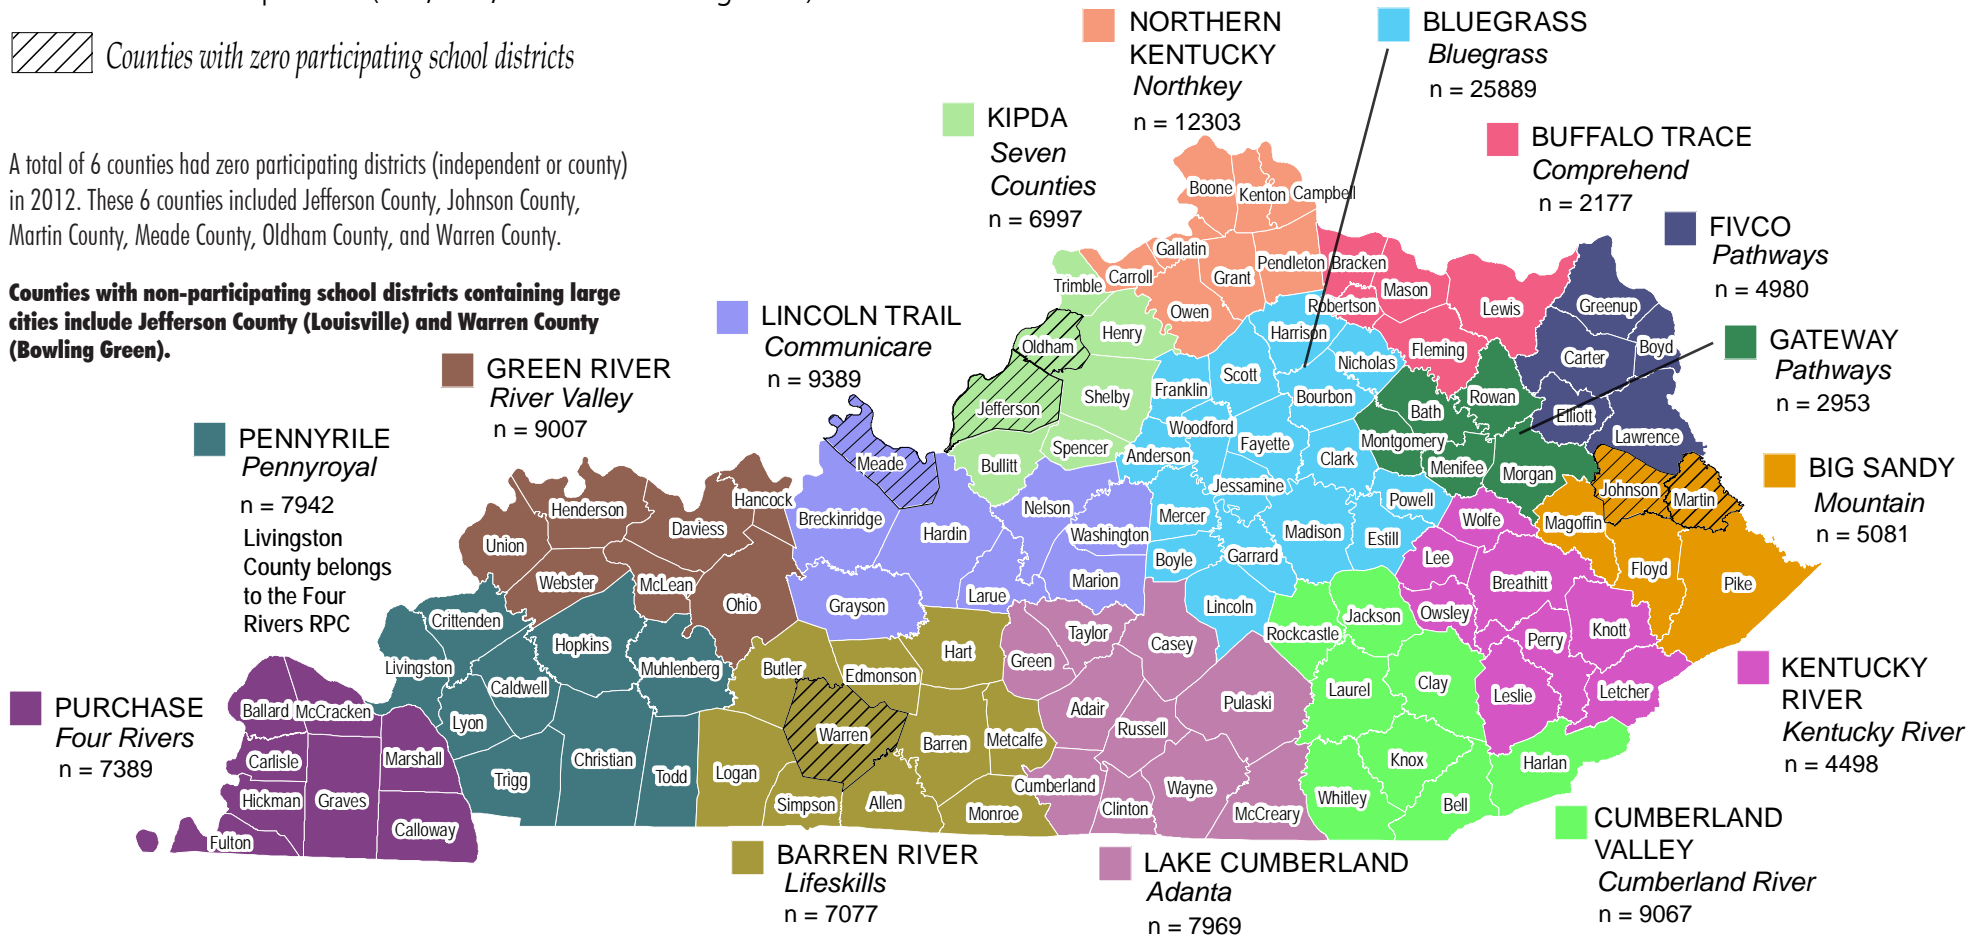 Counties with zero participating school districts
A total of 6 counties had zero participating districts (independent or county)
in 2012. These 6 counties included Jefferson County, Johnson County,
Martin County, Meade County, Oldham County, and Warren County.
Counties with non-participating school districts containing large
cities include Jefferson County (Louisville) and Warren County
(Bowling Green).
NORTHERN
KENTUCKY
Northkey
n = 12303
BLUEGRASS
Bluegrass
n = 25889
KIPDA
Seven
Counties
n = 6997
BUFFALO TRACE
Comprehend
n = 2177
FIVCO
Pathways
n = 4980
LINCOLN TRAIL
Communicare
n = 9389
GATEWAY
Pathways
n = 2953
GREEN RIVER
River Valley
n = 9007
PENNYRILE
Pennyroyal
n = 7942
Livingston
County belongs
to the Four
Rivers RPC
BIG SANDY
Mountain
n = 5081
PURCHASE
Four Rivers
n = 7389
KENTUCKY
RIVER
Kentucky River
n = 4498
BARREN RIVER
Lifeskills
n = 7077
LAKE CUMBERLAND
Adanta
n = 7969
CUMBERLAND
VALLEY
Cumberland River
n = 9067
Boone
Kenton
Campbell
Gallatin
Carroll
Grant
Pendleton
Owen
Bracken
Mason
Robertson
Lewis
Fleming
Greenup
Carter
Boyd
Elliott
Lawrence
Trimble
Henry
Oldham
Jefferson
Shelby
Spencer
Bullitt
Harrison
Nicholas
Scott
Franklin
Bourbon
Woodford
Fayette
Anderson
Clark
Jessamine
Powell
Mercer
Madison
Estill
Garrard
Boyle
Lincoln
Bath
Rowan
Montgomery
Menifee
Morgan
Johnson
Martin
Magoffin
Floyd
Pike
Wolfe
Lee
Breathitt
Owsley
Perry
Knott
Leslie
Letcher
Meade
Breckinridge
Hardin
Nelson
Washington
Marion
Larue
Grayson
Hancock
Henderson
Daviess
Union
Webster
McLean
Ohio
Crittenden
Livingston
Hopkins
Muhlenberg
Caldwell
Lyon
Trigg
Christian
Todd
Ballard
McCracken
Carlisle
Marshall
Hickman
Graves
Calloway
Fulton
Butler
Edmonson
Hart
Warren
Barren
Metcalfe
Logan
Simpson
Allen
Monroe
Taylor
Green
Casey
Adair
Russell
Pulaski
Cumberland
Clinton
Wayne
McCreary
Rockcastle
Jackson
Laurel
Clay
Knox
Whitley
Bell
Harlan